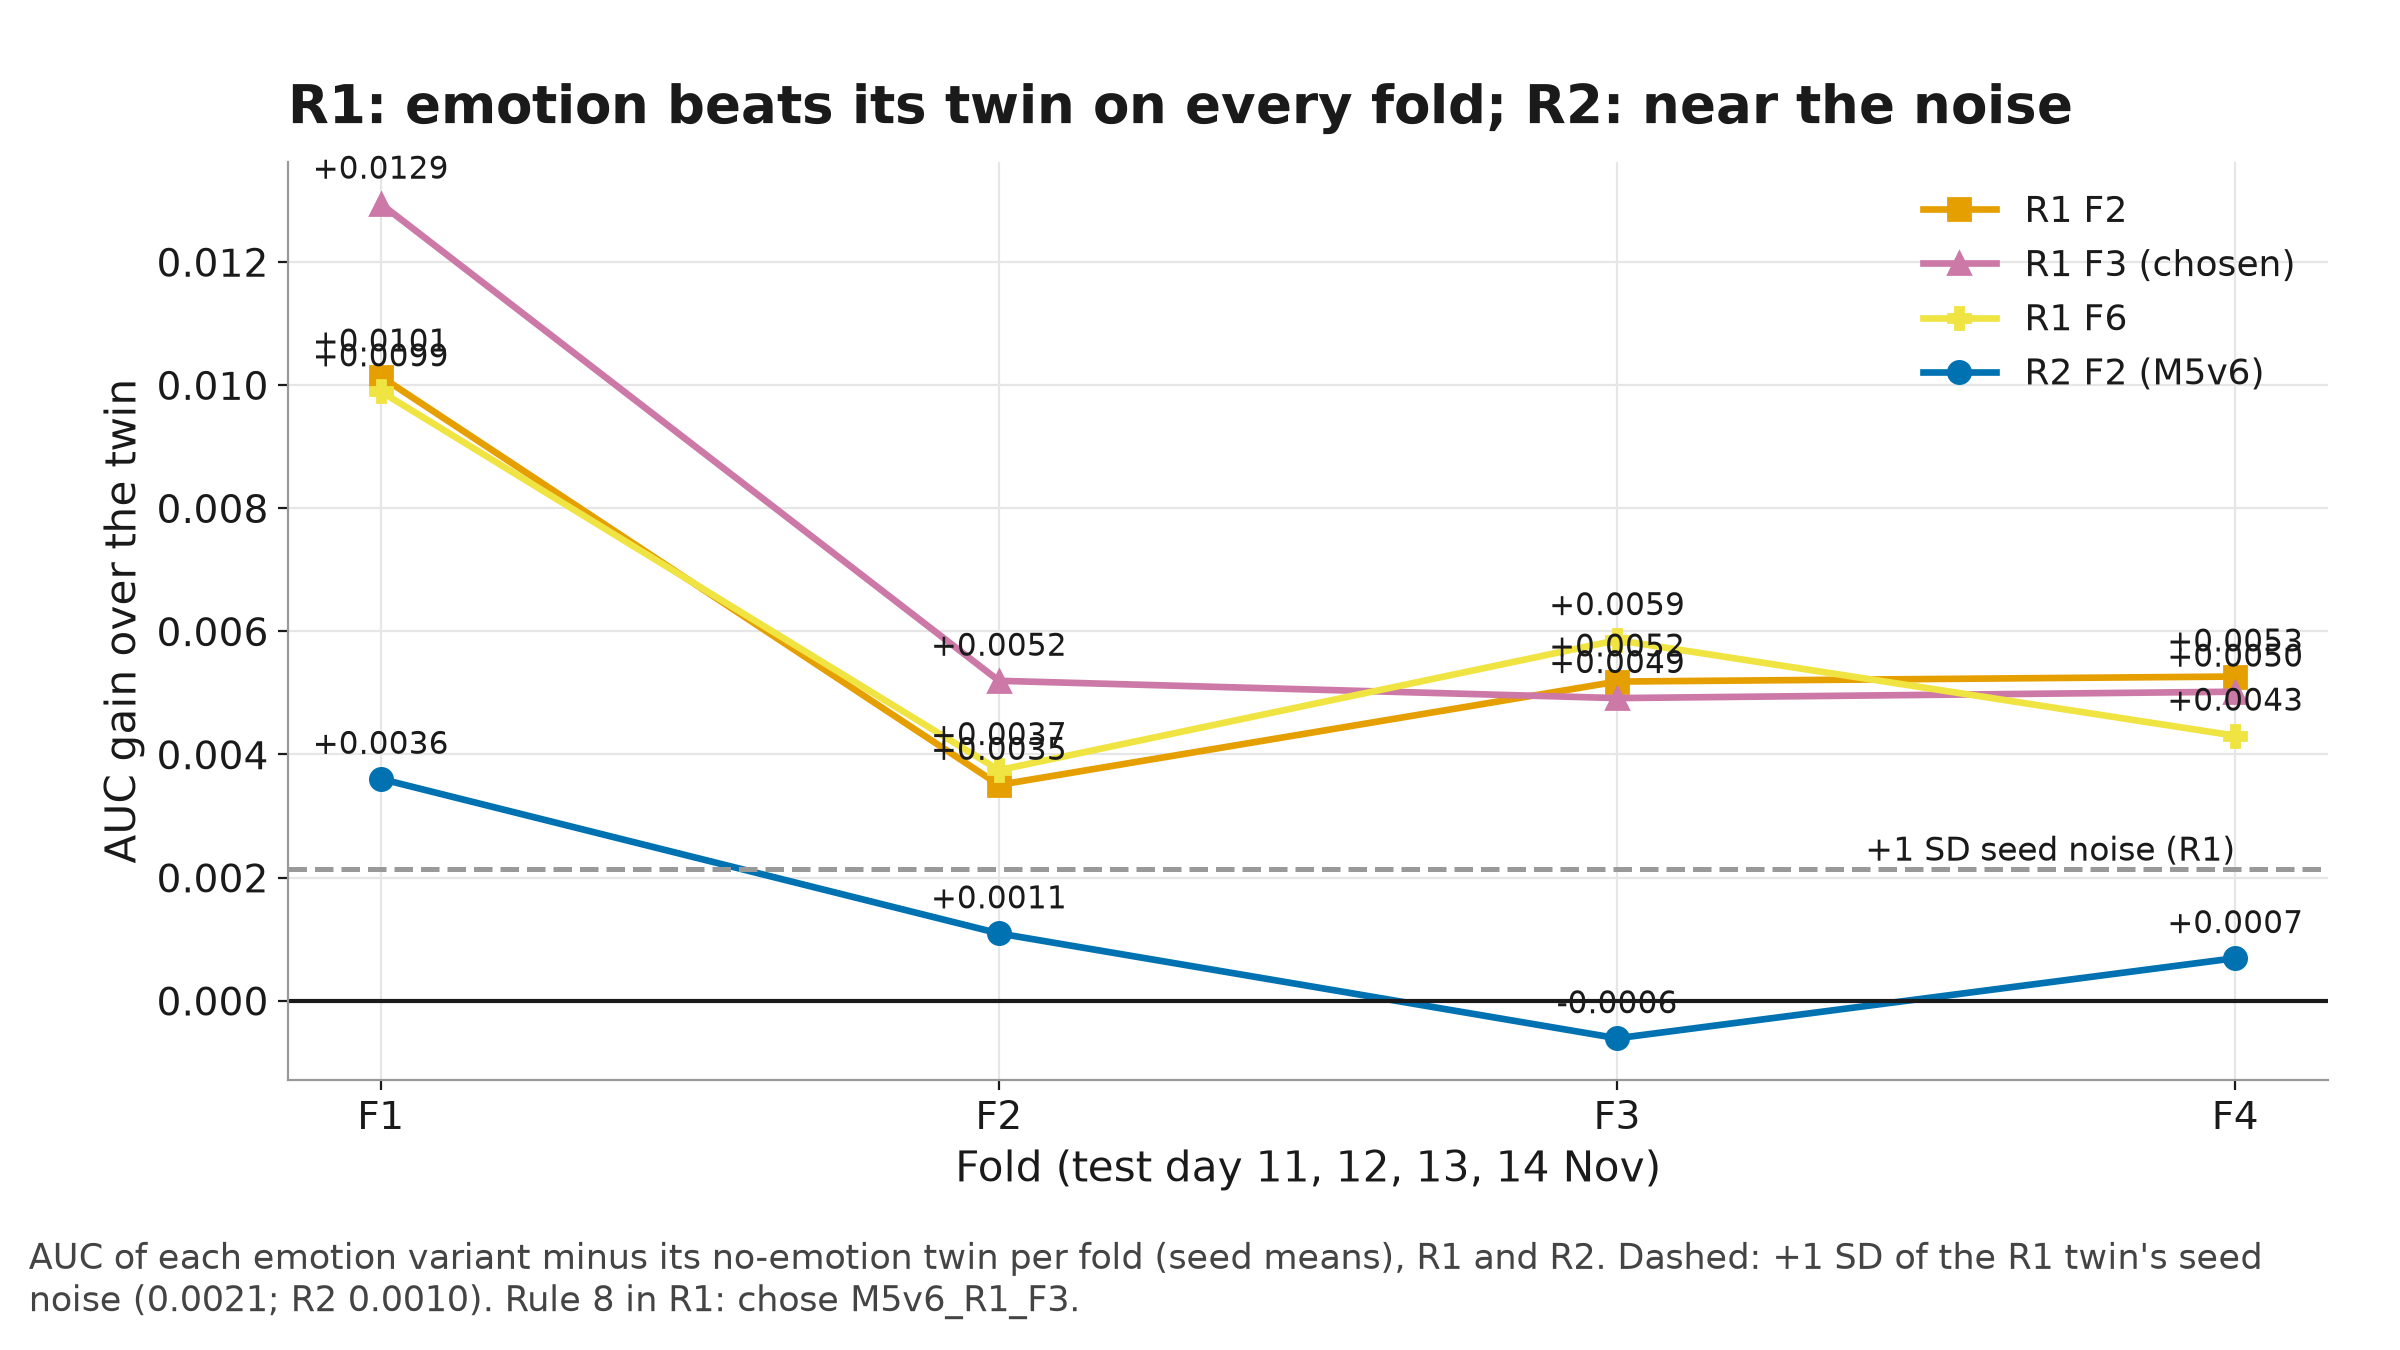 R1: emotion beats its twin on every fold; R2: near the noise
+0.0129
+0.0101
+0.0099
+0.0036
+0.0052
+0.0037
+0.0035
+0.0011
+0.0059
+0.0052
+0.0049
-0.0006
+0.0053
+0.0050
+0.0043
+0.0007
R1 F2
R1 F3 (chosen)
R1 F6
R2 F2 (M5v6)
+1 SD seed noise (R1)
AUC gain over the twin
0.012
0.010
0.008
0.006
0.004
0.002
0.000
F1
F2
F3
F4
Fold (test day 11, 12, 13, 14 Nov)
AUC of each emotion variant minus its no-emotion twin per fold (seed means), R1 and R2. Dashed: +1 SD of the R1 twin's seed
noise (0.0021; R2 0.0010). Rule 8 in R1: chose M5v6_R1_F3.